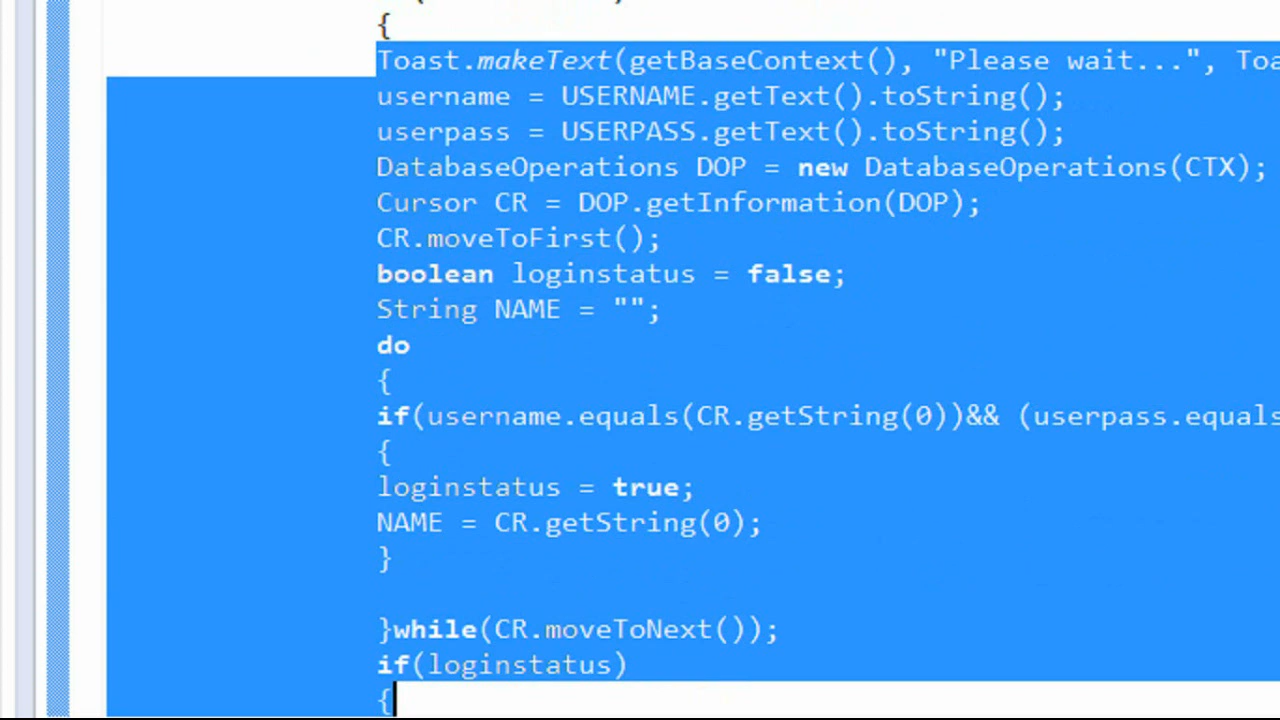 {
Toast.makeText(getBaseContext(), "Please wait...", Toa
username = USERNAME.getText().toString();
userpass = USERPASS.getText().toString();
DatabaseOperations DOP = new DatabaseOperations(CTX);
Cursor CR = DOP.getInformation(DOP);
CR.moveToFirst();
boolean loginstatus = false;
String NAME = "";
do
{
if(username.equals(CR.getString(0))&& (userpass.equals
{
loginstatus = true;
NAME = CR.getString(0);
}
}while(CR.moveToNext());
if(loginstatus)
{